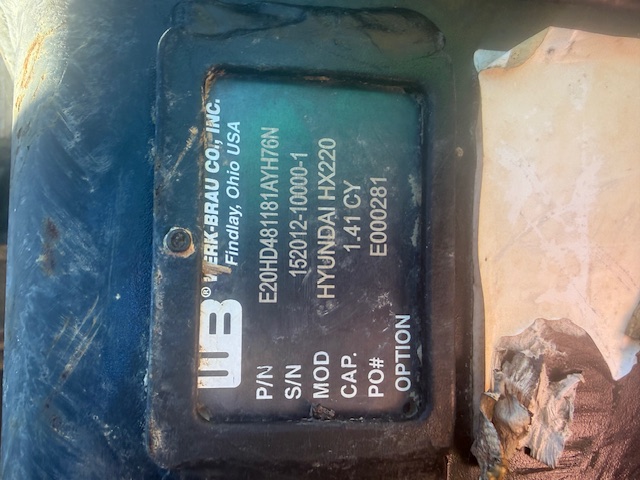 WB® WERK-BRAU CO., INC.
Findlay, Ohio USA
P/N E20HD481181AYH76N
S/N 152012-10000-1
MOD HYUNDAI HX220
CAP. 1.41 CY
PO# E000281
OPTION